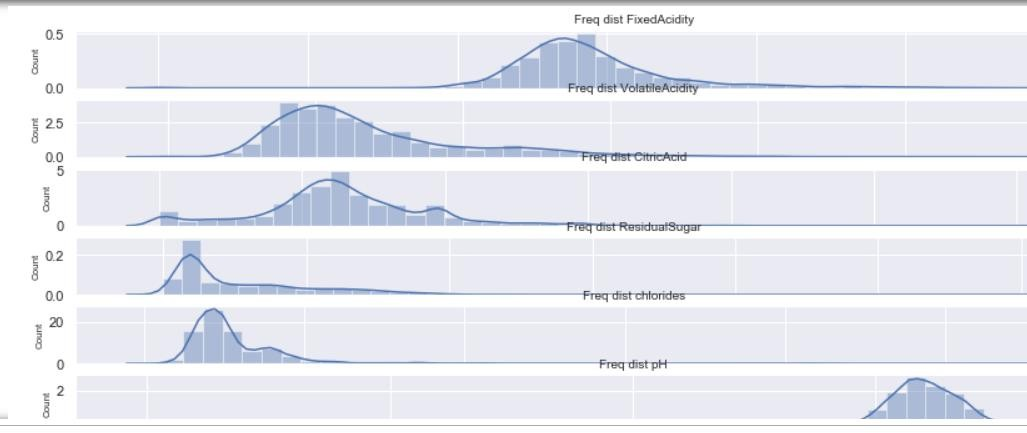 Freq dist FixedAcidity
0.5
Count
0.0
Freq dist VolatileAcidity
2.5
Count
0.0
Freq dist CitricAcid
5
Count
0
Freq dist ResidualSugar
0.2
Count
0.0
Freq dist chlorides
20
Count
0
Freq dist pH
2
Count